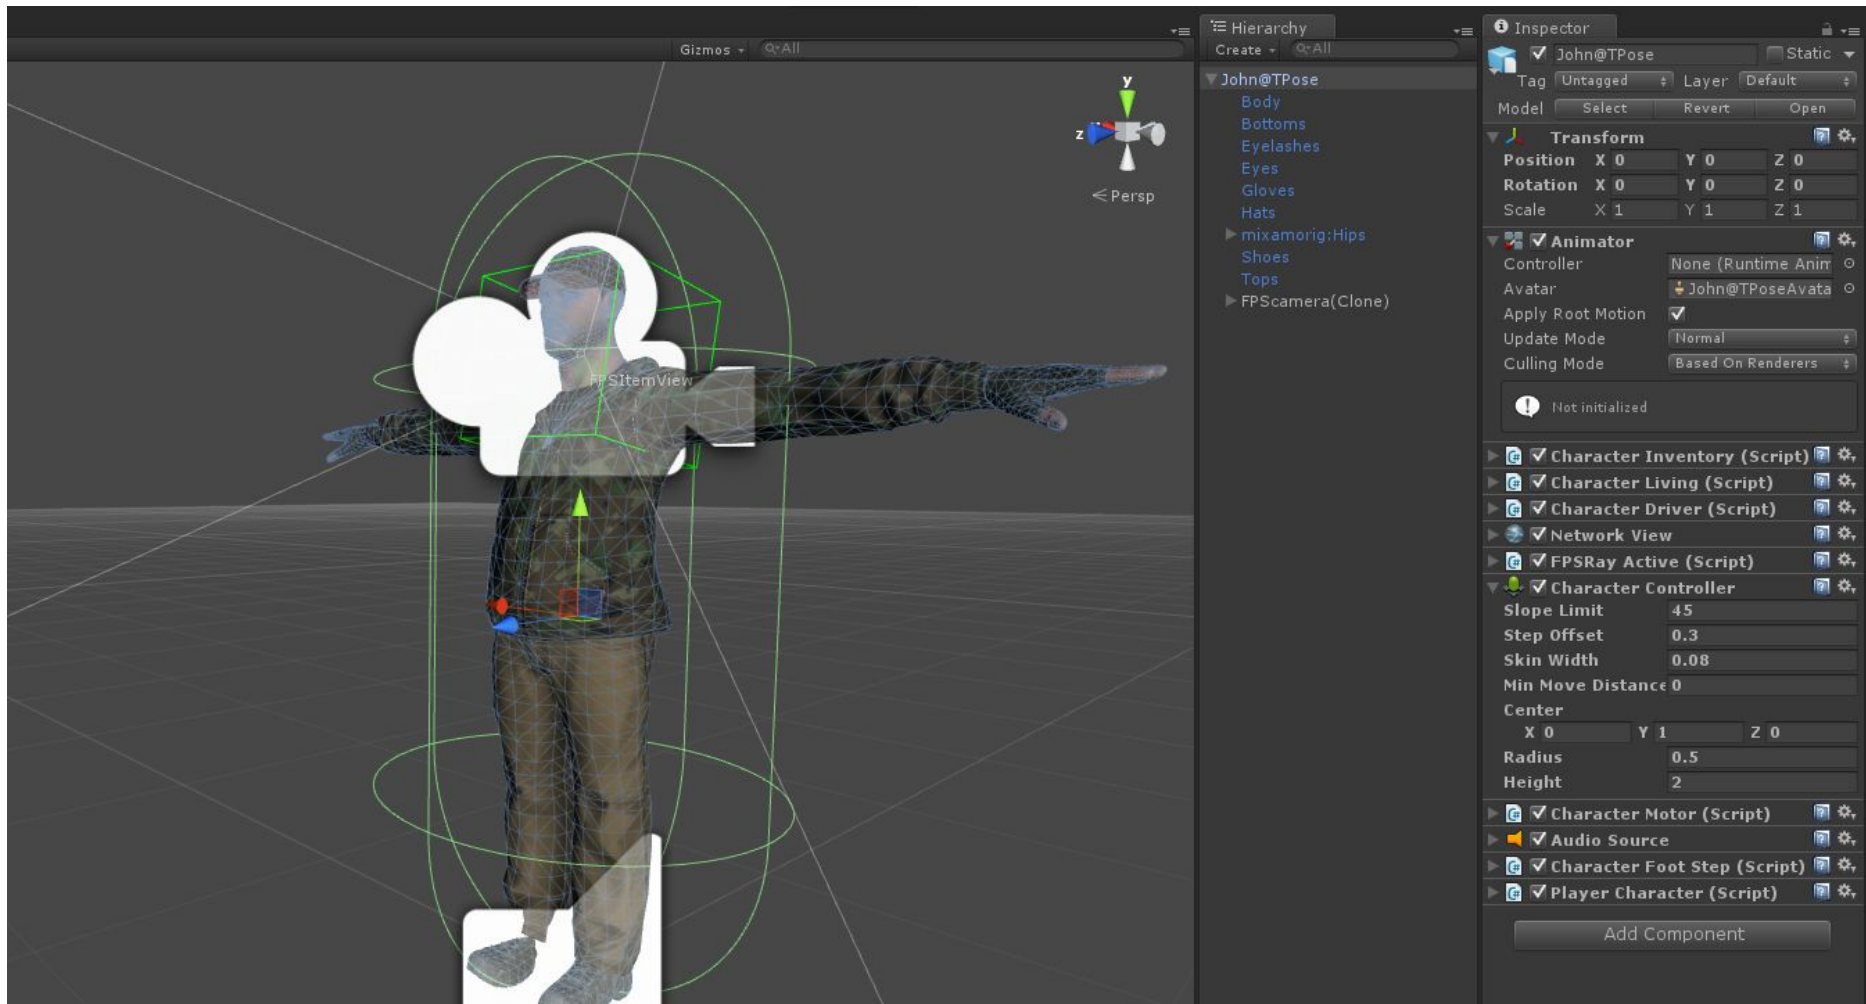 Gizmos All
y
z
Persp
FPSItemView
Hierarchy
Create All
John@TPose
Body
Bottoms
Eyelashes
Eyes
Gloves
Hats
mixamorig:Hips
Shoes
Tops
FPScamera(Clone)
Inspector
John@TPose Static
Tag Untagged Layer Default
Model Select Revert Open
Transform
Position X 0 Y 0 Z 0
Rotation X 0 Y 0 Z 0
Scale X 1 Y 1 Z 1
Animator
Controller None (Runtime Anim
Avatar John@TPoseAvata
Apply Root Motion
Update Mode Normal
Culling Mode Based On Renderers
Not initialized
Character Inventory (Script)
Character Living (Script)
Character Driver (Script)
Network View
FPSRay Active (Script)
Character Controller
Slope Limit 45
Step Offset 0.3
Skin Width 0.08
Min Move Distance 0
Center
X 0 Y 1 Z 0
Radius 0.5
Height 2
Character Motor (Script)
Audio Source
Character Foot Step (Script)
Player Character (Script)
Add Component